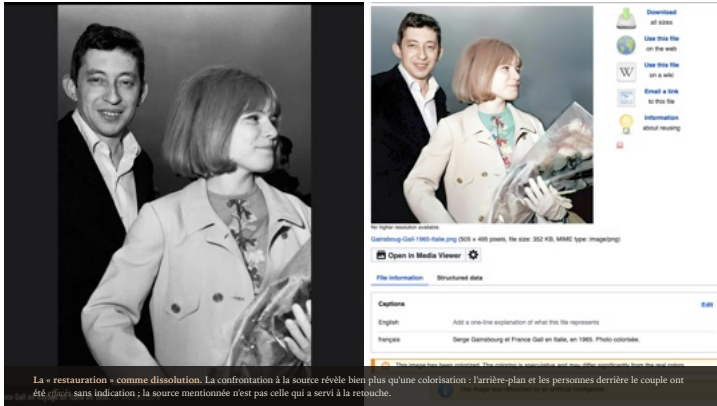 Download
all sizes
Use this file
on the web
W
Use this file
on a wiki
Email a link
to this file
Information
about reusing
No higher resolution available.
Gainsboug-Gall-1965-Italie.png (505 × 495 pixels, file size: 352 KB, MIME type: image/png)
Open in Media Viewer
File information
Structured data
Captions
Edit
English
Add a one-line explanation of what this file represents
français
Serge Gainsbourg et France Gall en Italie, en 1965. Photo colorisée.
This image has been colorized. The coloring is speculative and may differ significantly from the real colors.
La « restauration » comme dissolution. La confrontation à la source révèle bien plus qu'une colorisation : l'arrière-plan et les personnes derrière le couple ont
été effacés sans indication ; la source mentionnée n'est pas celle qui a servi à la retouche.